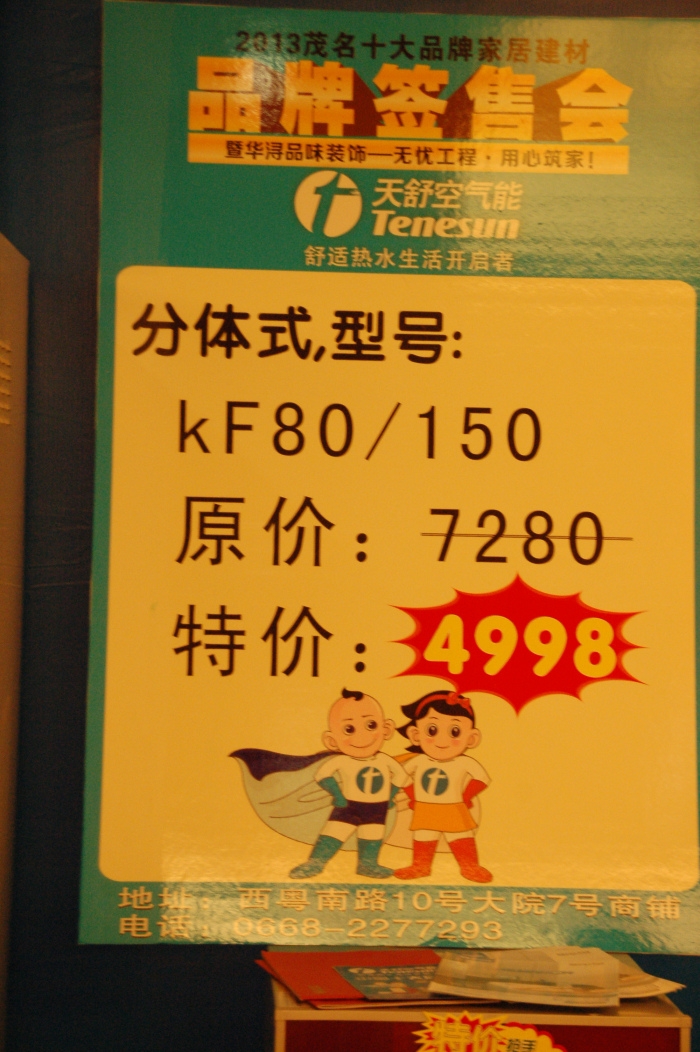 2013茂名十大品牌家居建材
品牌签售会
暨华浔品味装饰—无优工程·用心筑家!
天舒空气能
Tenesun
舒适热水生活开启者
分体式,型号:
kF80/150
原价：7280
特价：4998
地址：西粤南路10号大院7号商铺
电话：0668-2277293
特价